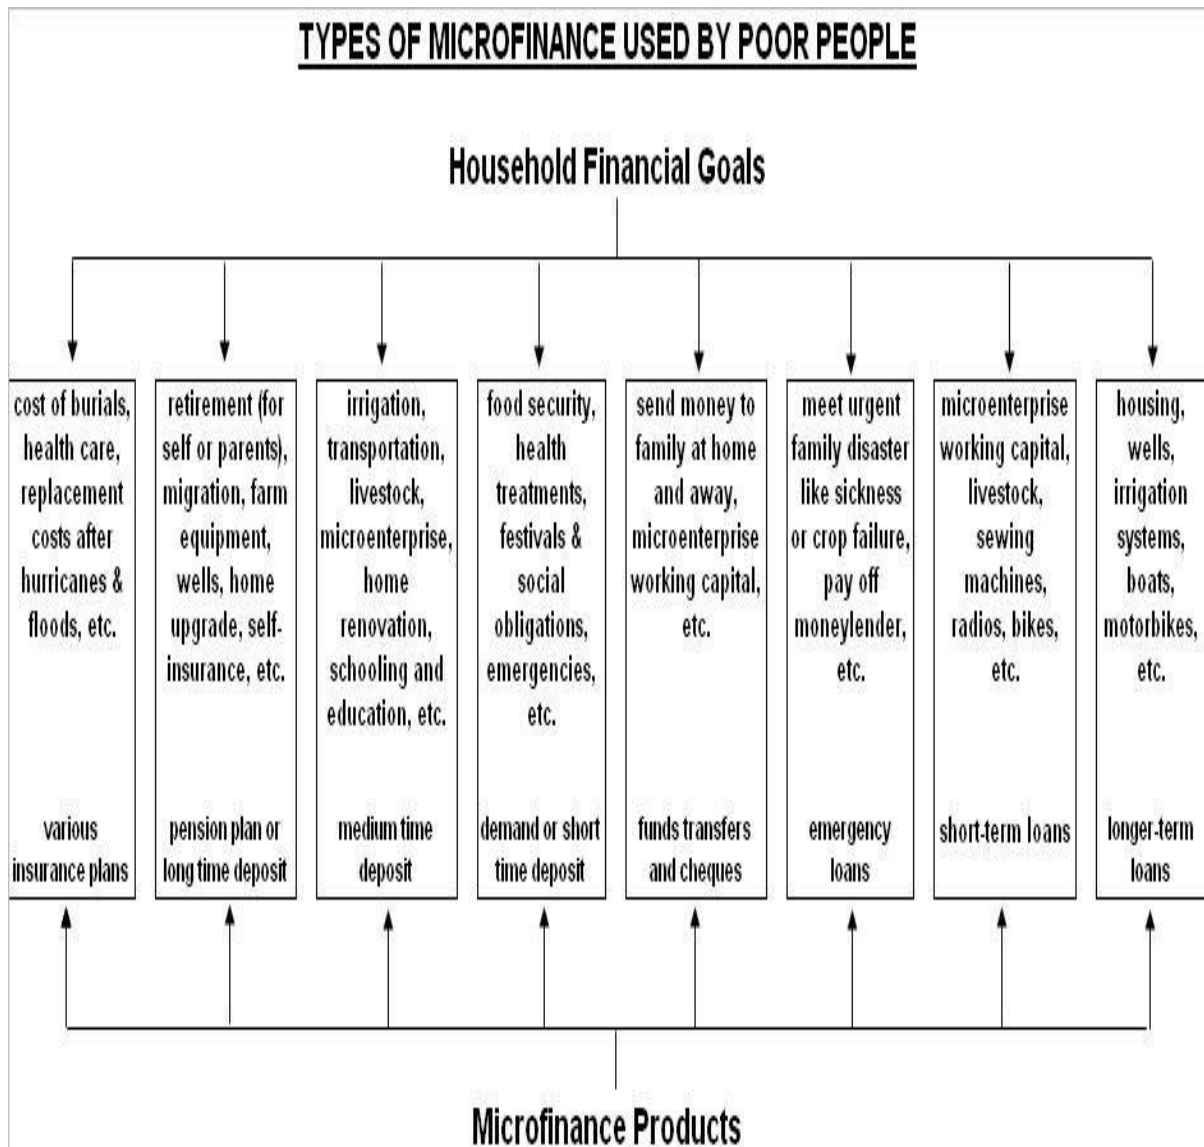 TYPES OF MICROFINANCE USED BY POOR PEOPLE
Household Financial Goals
cost of burials,
health care,
replacement
costs after
hurricanes &
floods, etc.
various
insurance plans
retirement (for
self or parents),
migration, farm
equipment,
wells, home
upgrade, self-
insurance, etc.
pension plan or
long time deposit
irrigation,
transportation,
livestock,
microenterprise,
home
renovation,
schooling and
education, etc.
medium time
deposit
food security,
health
treatments,
festivals &
social
obligations,
emergencies,
etc.
demand or short
time deposit
send money to
family at home
and away,
microenterprise
working capital,
etc.
funds transfers
and cheques
meet urgent
family disaster
like sickness
or crop failure,
pay off
moneylender,
etc.
emergency
loans
microenterprise
working capital,
livestock,
sewing
machines,
radios, bikes,
etc.
short-term loans
housing,
wells,
irrigation
systems,
boats,
motorbikes,
etc.
longer-term
loans
Microfinance Products